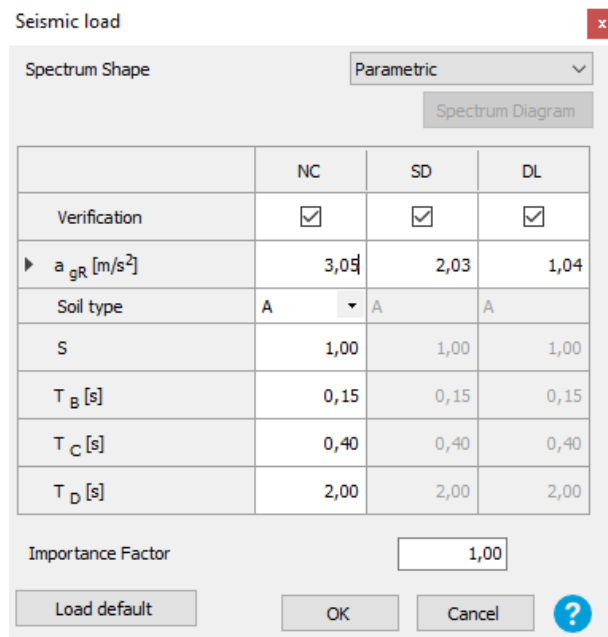 Seismic load
x
Spectrum Shape Parametric
Spectrum Diagram
NC SD DL
Verification
a gR [m/s²] 3,05 2,03 1,04
Soil type A A A
S 1,00 1,00 1,00
T B [s] 0,15 0,15 0,15
T C [s] 0,40 0,40 0,40
T D [s] 2,00 2,00 2,00
Importance Factor 1,00
Load default OK Cancel ?